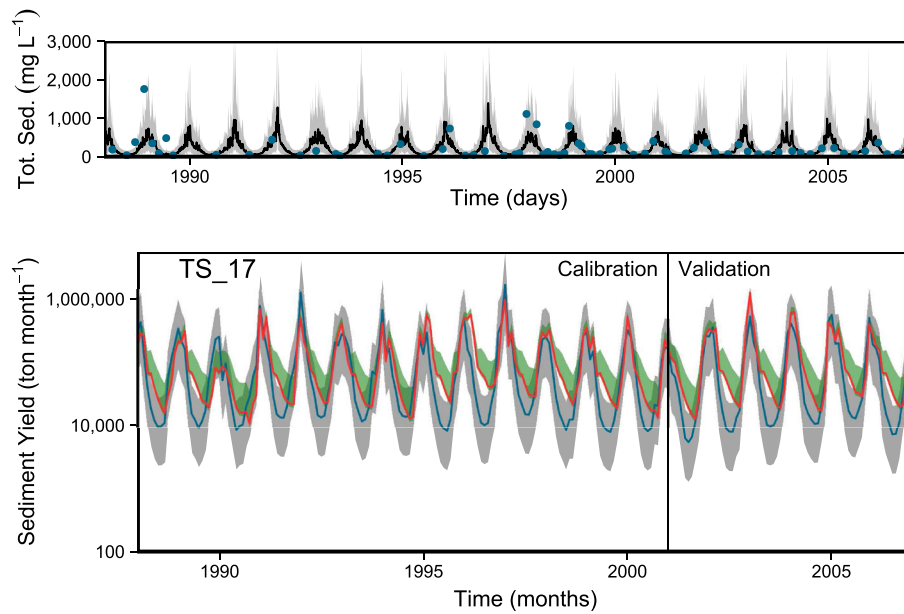 Tot. Sed. (mg L⁻¹)
3,000
2,000
1,000
0
1990
1995
2000
2005
Time (days)
Sediment Yield (ton month⁻¹)
TS_17
Calibration
Validation
1,000,000
10,000
100
1990
1995
2000
2005
Time (months)